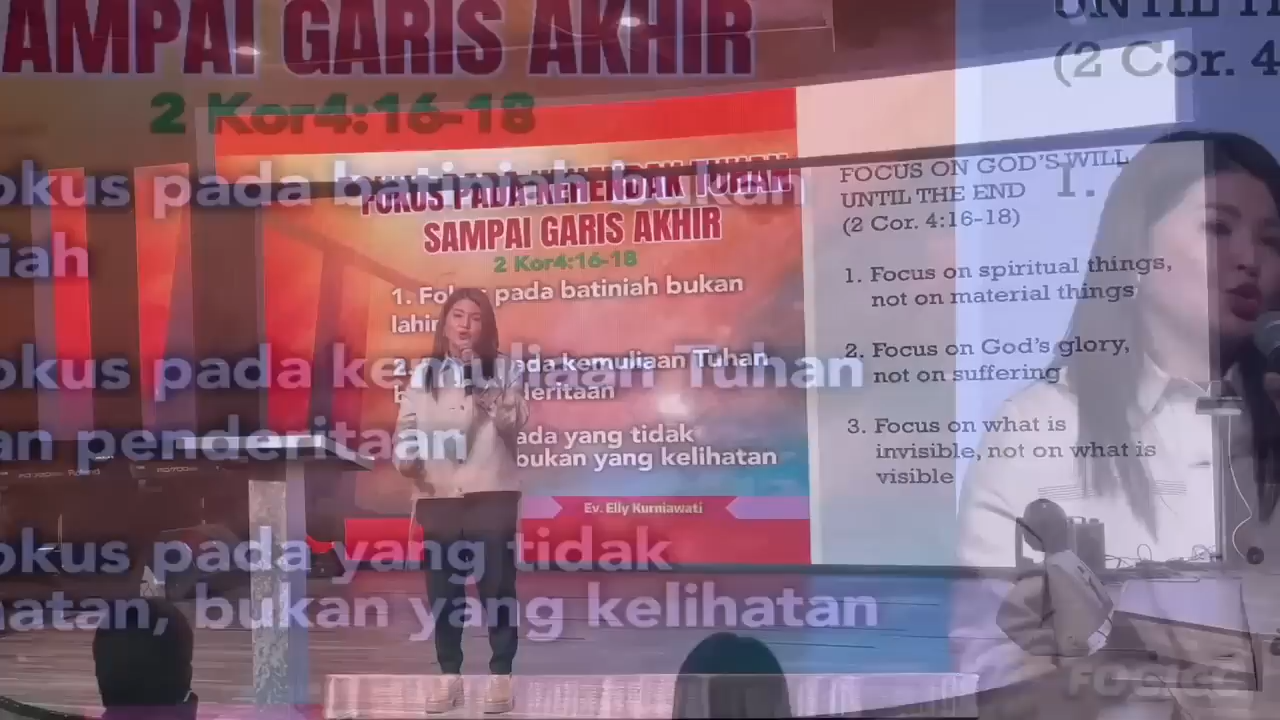 SAMPAI GARIS AKHIR
2 Kor4:16-18
okus pada batiniah bukan
iah
okus pada kemuliaan Tuhan
an penderitaan
okus pada yang tidak
hatan, bukan yang kelihatan
FOKUS PADA KEHENDAK TUHAN
SAMPAI GARIS AKHIR
2 Kor4:16-18
1. Fokus pada batiniah bukan
lahir
2. ada kemuliaan Tuhan
deritaan
ada yang tidak
bukan yang kelihatan
Ev. Elly Kurniawati
UNTIL TH
(2 Cor. 4
1.
FOCUS ON GOD'S WILL
UNTIL THE END
(2 Cor. 4:16-18)
1. Focus on spiritual things,
not on material things
2. Focus on God's glory,
not on suffering
3. Focus on what is
invisible, not on what is
visible